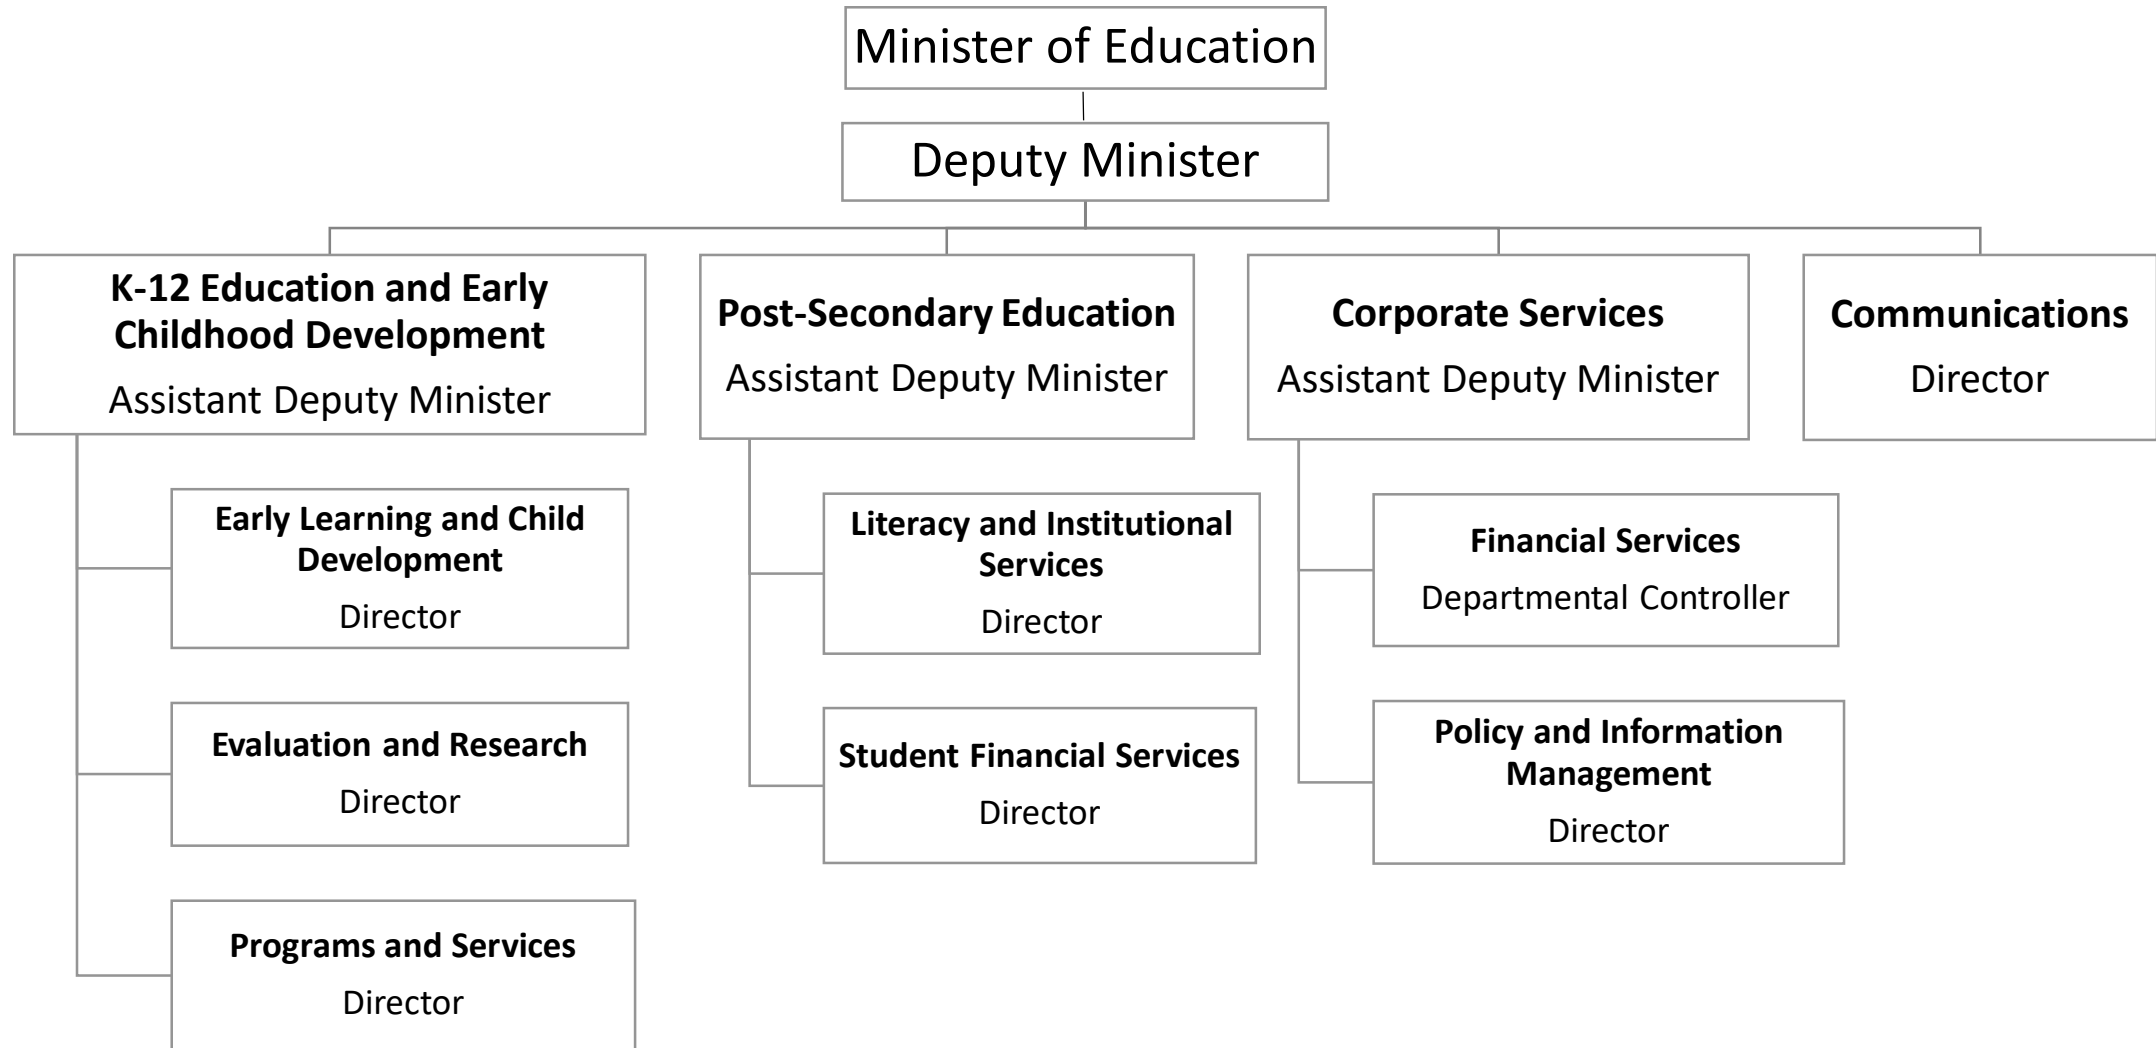 Minister of Education
Deputy Minister
K-12 Education and Early
Childhood Development
Assistant Deputy Minister
Post-Secondary Education
Assistant Deputy Minister
Corporate Services
Assistant Deputy Minister
Communications
Director
Early Learning and Child
Development
Director
Evaluation and Research
Director
Programs and Services
Director
Literacy and Institutional
Services
Director
Student Financial Services
Director
Financial Services
Departmental Controller
Policy and Information
Management
Director